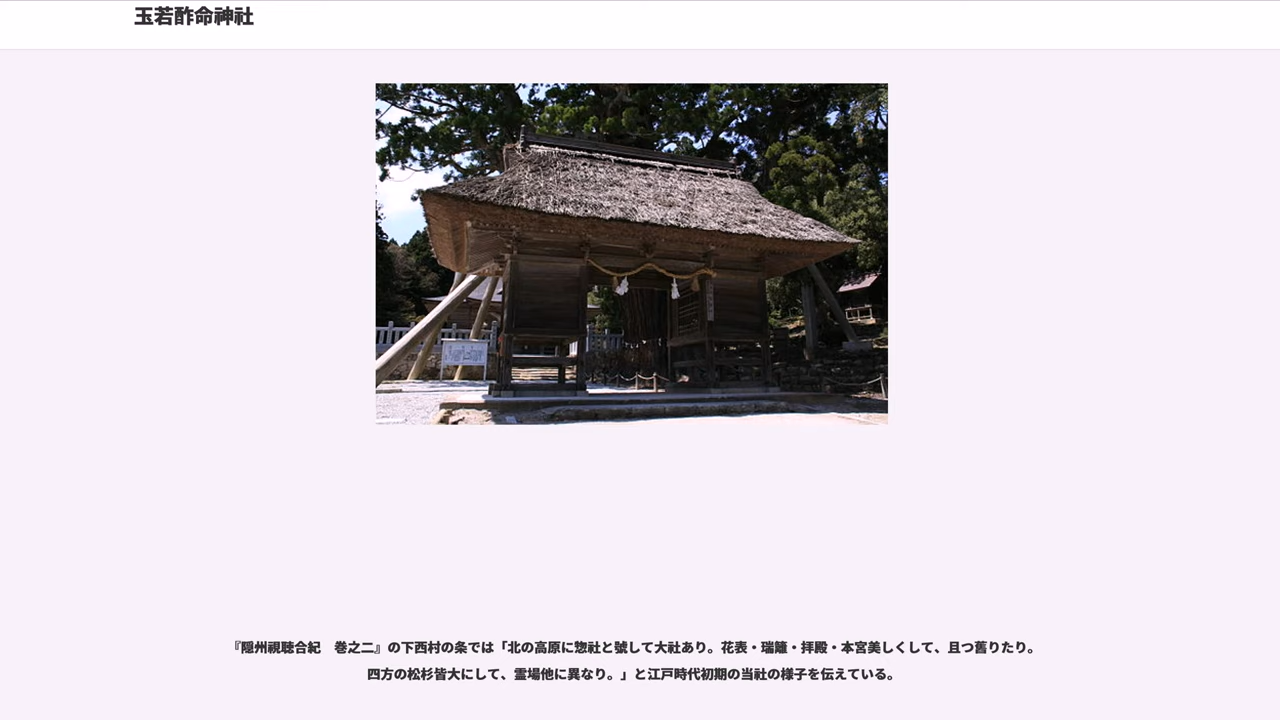 玉若酢命神社
『隠州視聴合紀　巻之二』の下西村の条では「北の高原に惣社と號して大社あり。花表・瑞籬・拝殿・本宮美しくして、且つ舊りたり。
四方の松杉皆大にして、霊場他に異なり。」と江戸時代初期の当社の様子を伝えている。